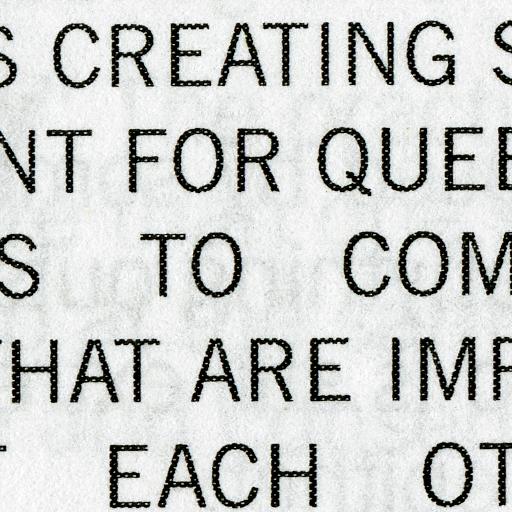 S CREATING S
NT FOR QUEE
S TO COM
HAT ARE IMP
EACH OT